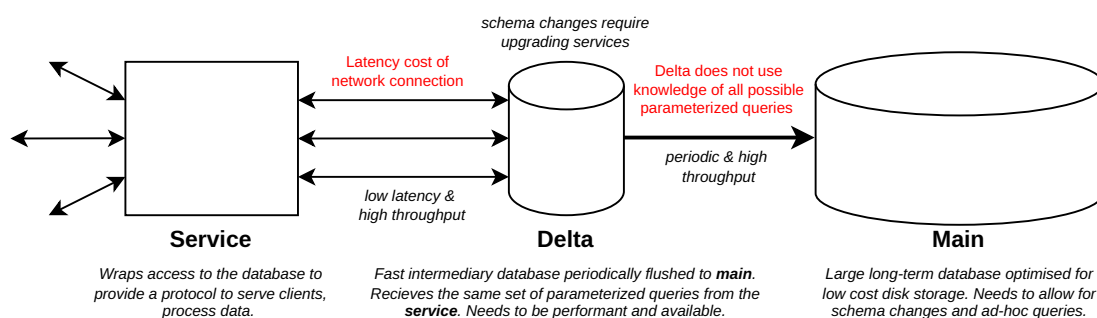 schema changes require
upgrading services
Latency cost of
network connection
Delta does not use
knowledge of all possible
parameterized queries
low latency &
high throughput
periodic & high
throughput
Service
Delta
Main
Wraps access to the database to
provide a protocol to serve clients,
process data.
Fast intermediary database periodically flushed to main.
Recieves the same set of parameterized queries from the
service. Needs to be performant and available.
Large long-term database optimised for
low cost disk storage. Needs to allow for
schema changes and ad-hoc queries.